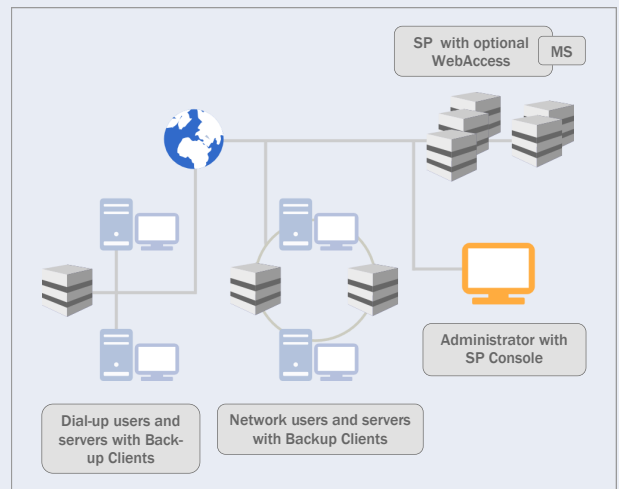 SP with optional
WebAccess
MS
Administrator with
SP Console
Dial-up users and
servers with Back-
up Clients
Network users and servers
with Backup Clients